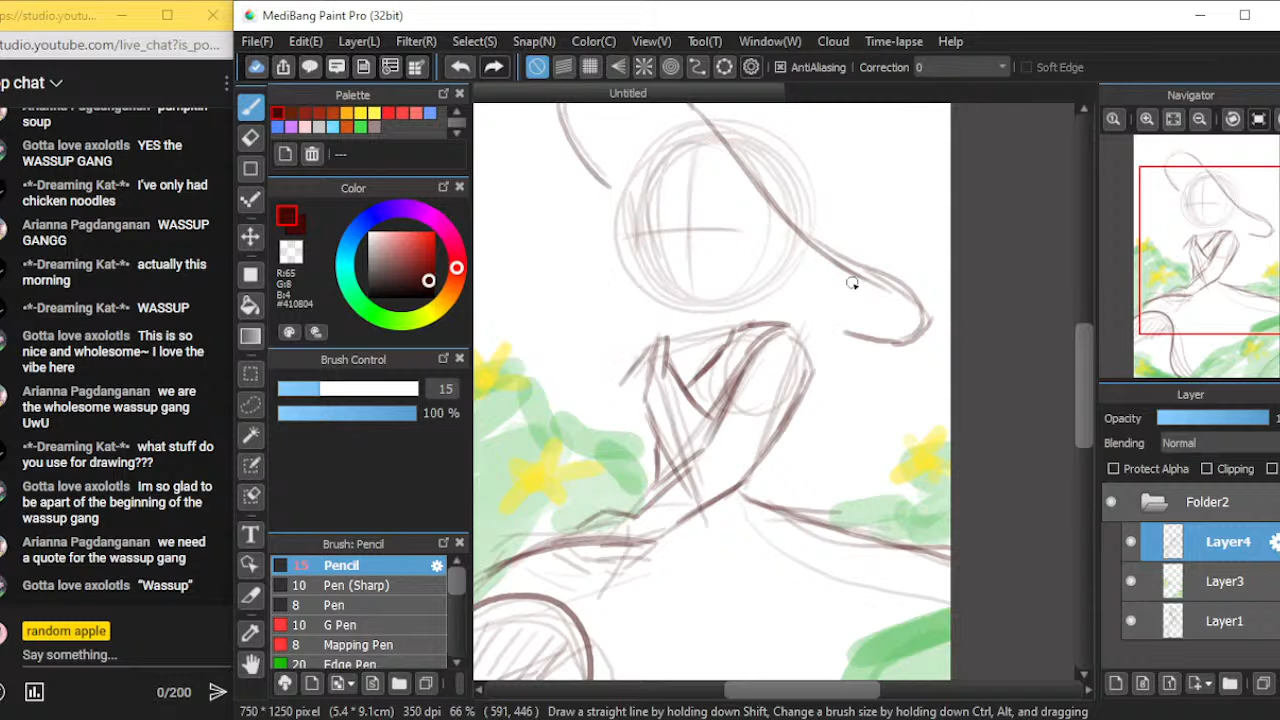 ps://studio.youtu...
tudio.youtube.com/live_chat?is_po...
op chat
Arianna Pagdanganan pumpkin
soup
Gotta love axolotls YES the
WASSUP GANG
•*-Dreaming Kat-*• I've only had
chicken noodles
Arianna Pagdanganan WASSUP
GANGG
•*-Dreaming Kat-*• actually this
morning
•*-Dreaming Kat-*• WASSUP
Gotta love axolotls This is so
nice and wholesome~ I love the
vibe here
Arianna Pagdanganan we are
the wholesome wassup gang
UwU
•*-Dreaming Kat-*• what stuff do
you use for drawing???
Gotta love axolotls Im so glad to
be apart of the beginning of the
wassup gang
Arianna Pagdanganan we need
a quote for the wassup gang
Gotta love axolotls “Wassup”
random apple
Say something...
0/200
MediBang Paint Pro (32bit)
File(F) Edit(E) Layer(L) Filter(R) Select(S) Snap(N) Color(C) View(V) Tool(T) Window(W) Cloud Time-lapse Help
AntiAliasing Correction 0 Soft Edge
Palette
---
Color
R:65
G:8
B:4
#410804
Brush Control
15
100 %
Brush: Pencil
15 Pencil
10 Pen (Sharp)
8 Pen
10 G Pen
8 Mapping Pen
20 Edge Pen
Untitled
Navigator
Layer
Opacity 1
Blending Normal
Protect Alpha Clipping
Folder2
Layer4
Layer3
Layer1
750 * 1250 pixel (5.4 * 9.1cm) 350 dpi 66 % (591, 446) Draw a straight line by holding down Shift, Change a brush size by holding down Ctrl, Alt, and dragging